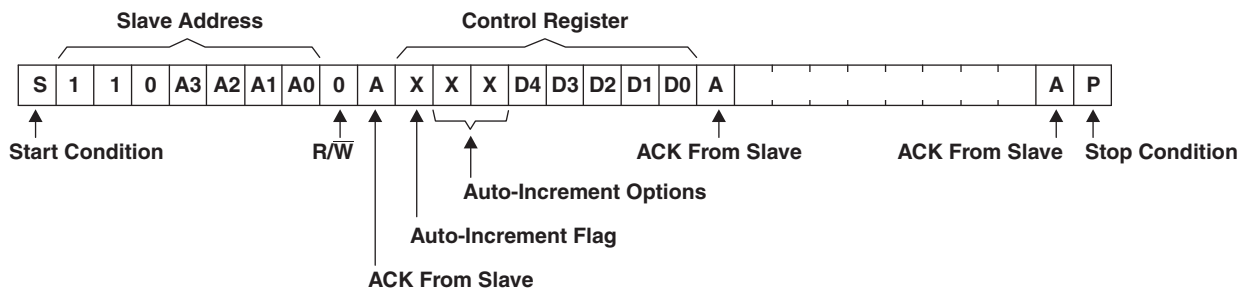 Slave Address Control Register
S 1 1 0 A3 A2 A1 A0 0 A X X X D4 D3 D2 D1 D0 A A P
Start Condition R/W̅ ACK From Slave ACK From Slave Stop Condition
Auto-Increment Options
Auto-Increment Flag
ACK From Slave